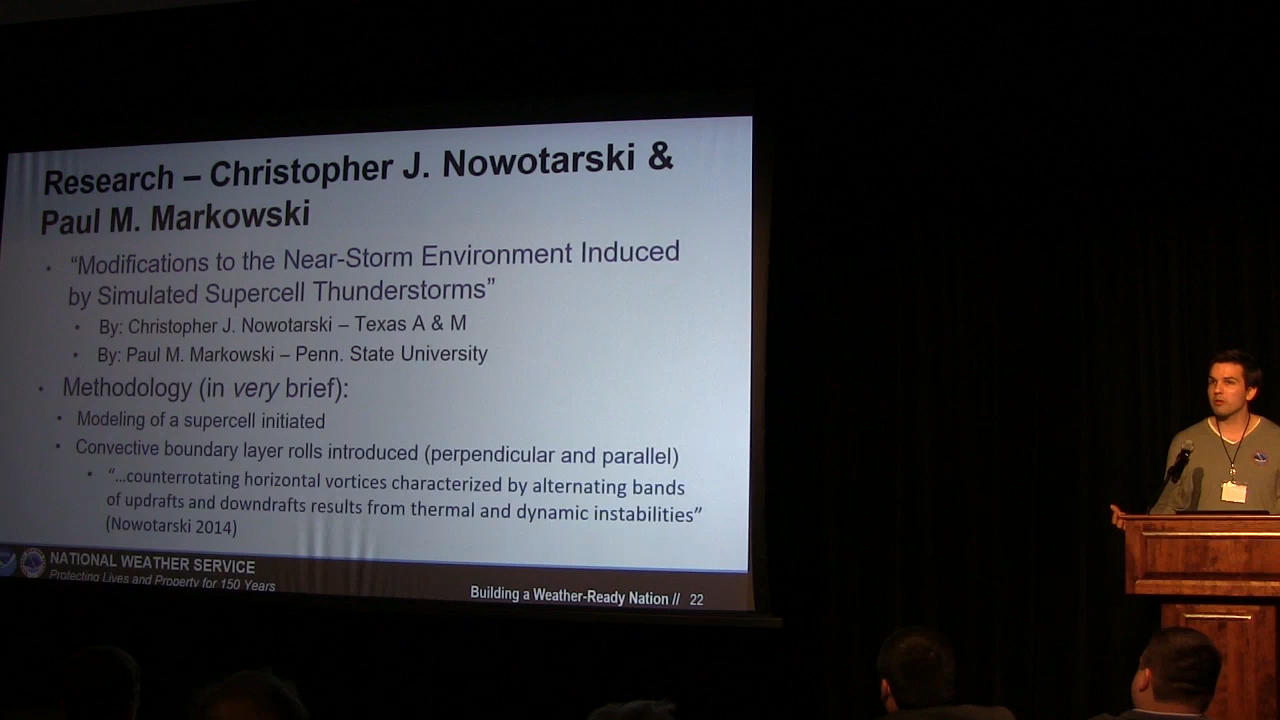 Research – Christopher J. Nowotarski &
Paul M. Markowski
• “Modifications to the Near-Storm Environment Induced
by Simulated Supercell Thunderstorms”
• By: Christopher J. Nowotarski – Texas A & M
• By: Paul M. Markowski – Penn. State University
• Methodology (in very brief):
• Modeling of a supercell initiated
• Convective boundary layer rolls introduced (perpendicular and parallel)
• “…counterrotating horizontal vortices characterized by alternating bands
of updrafts and downdrafts results from thermal and dynamic instabilities”
(Nowotarski 2014)
NATIONAL WEATHER SERVICE
Protecting Lives and Property for 150 Years
Building a Weather-Ready Nation // 22